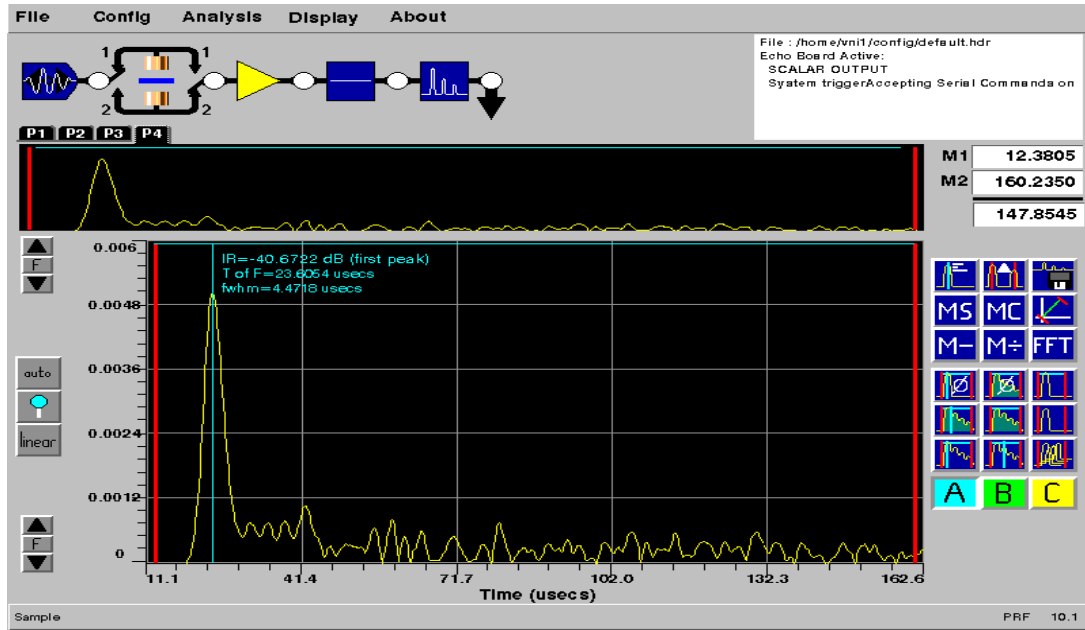 File Config Analysis Display About
File : /home/vni1/config/default.hdr
Echo Board Active:
SCALAR OUTPUT
System triggerAccepting Serial Commands on
1 1
2 2
P1 P2 P3 P4
M1 12.3805
M2 160.2350
147.8545
F
0.006
IR=-40.6722 dB (first peak)
T of F=23.6054 usecs
fwhm=4.4718 usecs
0.0048
MS MC
M- M÷ FFT
0.0036
auto
linear
0.0024
0.0012
A B C
F
0
11.1 41.4 71.7 102.0 132.3 162.6
Time (usecs)
Sample PRF 10.1